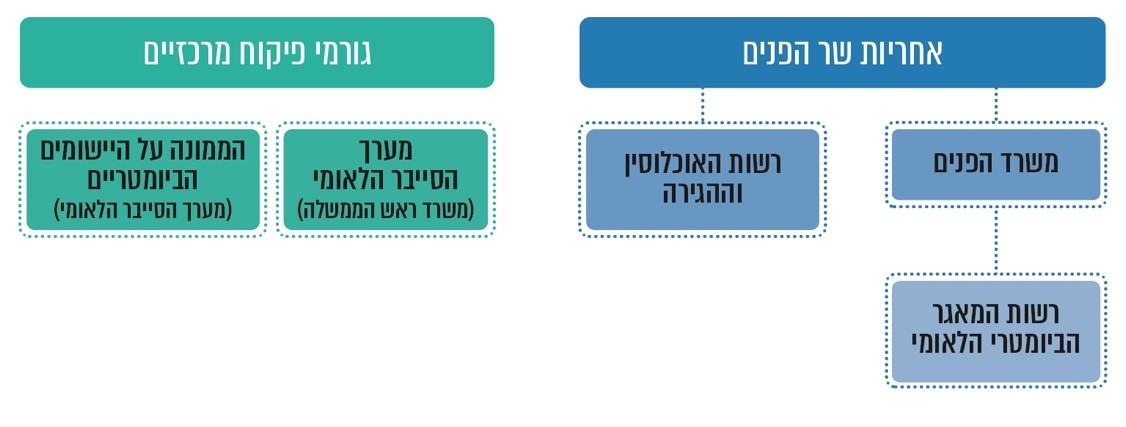 אחריות שר הפנים
משרד הפנים
רשות האוכלוסין
וההגירה
רשות המאגר
הביומטרי הלאומי
גורמי פיקוח מרכזיים
מערך
הסייבר הלאומי
(משרד ראש הממשלה)
הממונה על היישומים
הביומטריים
(מערך הסייבר הלאומי)